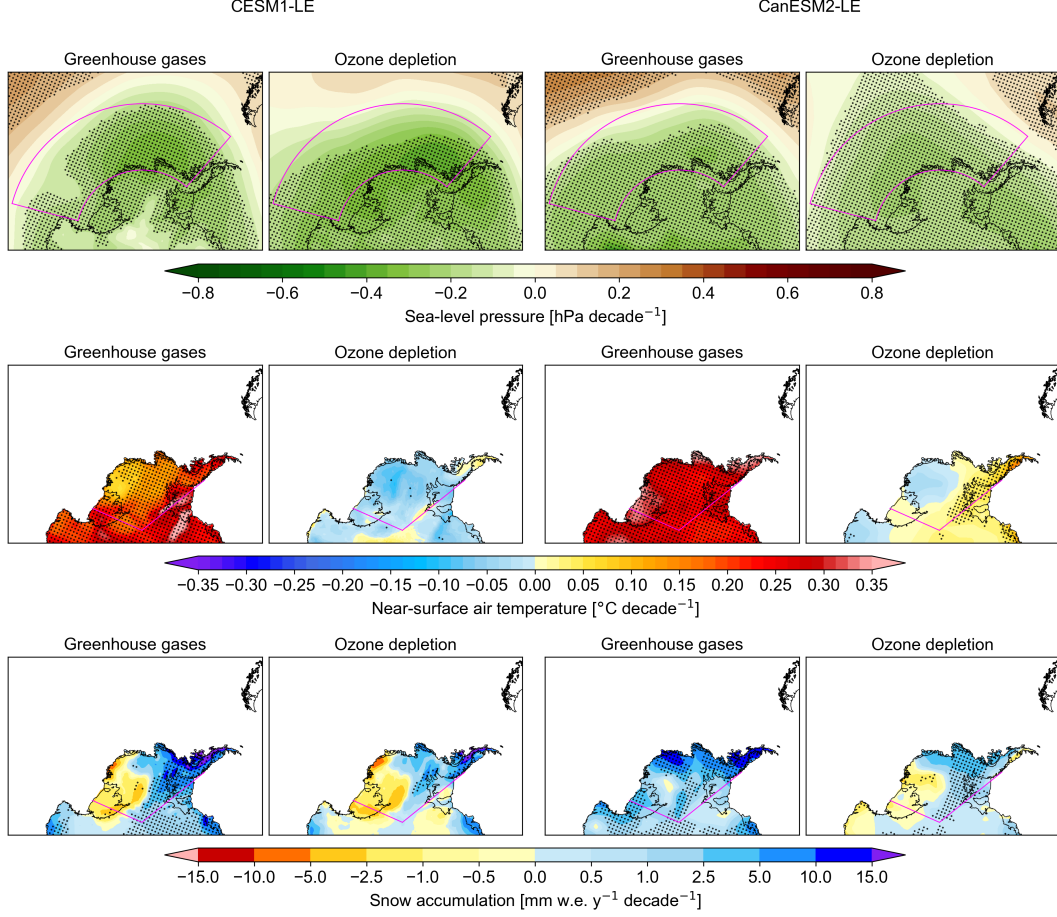 CESM1-LE CanESM2-LE
Greenhouse gases Ozone depletion Greenhouse gases Ozone depletion
−0.8 −0.6 −0.4 −0.2 0.0 0.2 0.4 0.6 0.8
Sea-level pressure [hPa decade⁻¹]
Greenhouse gases Ozone depletion Greenhouse gases Ozone depletion
−0.35 −0.30 −0.25 −0.20 −0.15 −0.10 −0.05 0.00 0.05 0.10 0.15 0.20 0.25 0.30 0.35
Near-surface air temperature [°C decade⁻¹]
Greenhouse gases Ozone depletion Greenhouse gases Ozone depletion
−15.0 −10.0 −5.0 −2.5 −1.0 −0.5 0.0 0.5 1.0 2.5 5.0 10.0 15.0
Snow accumulation [mm w.e. y⁻¹ decade⁻¹]